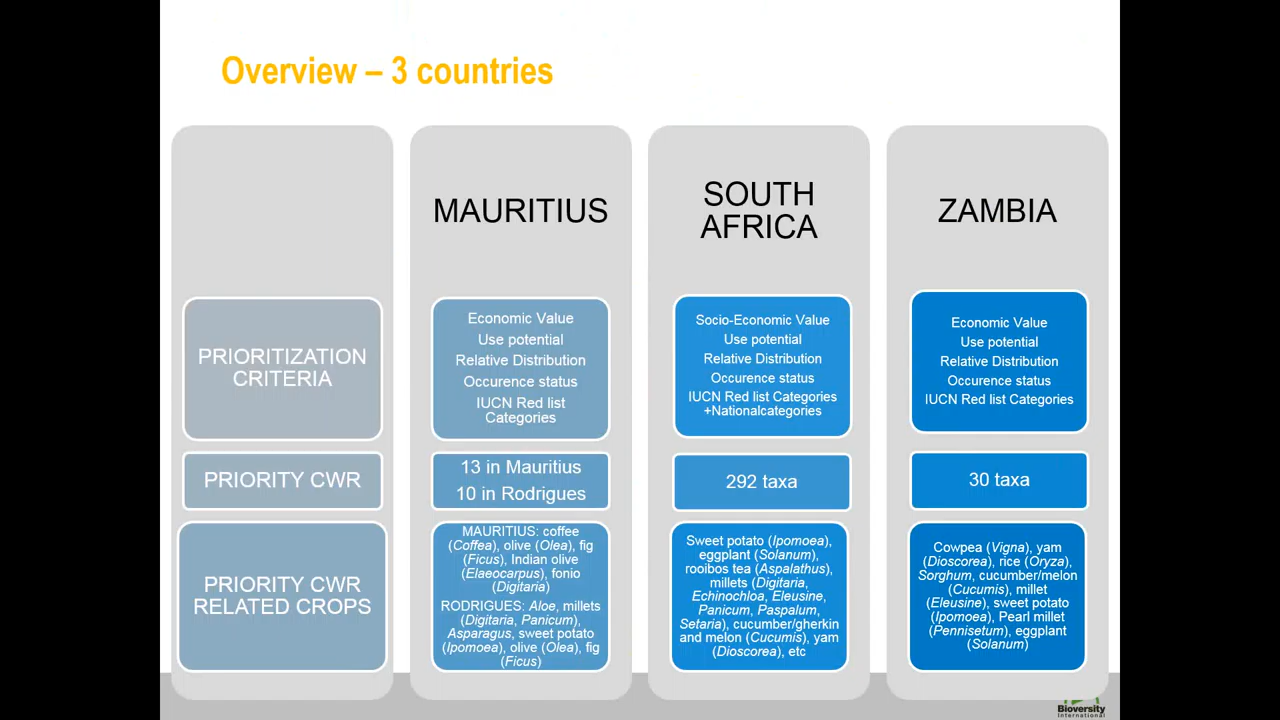 Overview – 3 countries
MAURITIUS
SOUTH
AFRICA
ZAMBIA
PRIORITIZATION
CRITERIA
Economic Value
Use potential
Relative Distribution
Occurence status
IUCN Red list
Categories
Socio-Economic Value
Use potential
Relative Distribution
Occurence status
IUCN Red list Categories
+Nationalcategories
Economic Value
Use potential
Relative Distribution
Occurence status
IUCN Red list Categories
PRIORITY CWR
13 in Mauritius
10 in Rodrigues
292 taxa
30 taxa
PRIORITY CWR
RELATED CROPS
MAURITIUS: coffee
(Coffea), olive (Olea), fig
(Ficus), Indian olive
(Elaeocarpus), fonio
(Digitaria)
RODRIGUES: Aloe, millets
(Digitaria, Panicum),
Asparagus, sweet potato
(Ipomoea), olive (Olea), fig
(Ficus)
Sweet potato (Ipomoea),
eggplant (Solanum),
rooibos tea (Aspalathus),
millets (Digitaria,
Echinochloa, Eleusine,
Panicum, Paspalum,
Setaria), cucumber/gherkin
and melon (Cucumis), yam
(Dioscorea), etc
Cowpea (Vigna), yam
(Dioscorea), rice (Oryza),
Sorghum, cucumber/melon
(Cucumis), millet
(Eleusine), sweet potato
(Ipomoea), Pearl millet
(Pennisetum), eggplant
(Solanum)
Bioversity
International